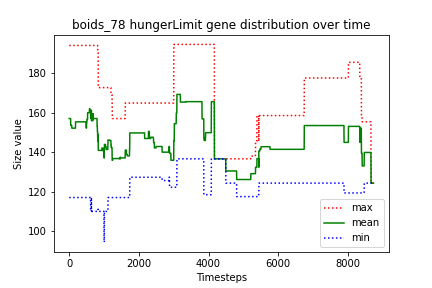 boids_78 hungerLimit gene distribution over time
Size value
180
160
140
120
100
0
2000
4000
6000
8000
Timesteps
max
mean
min